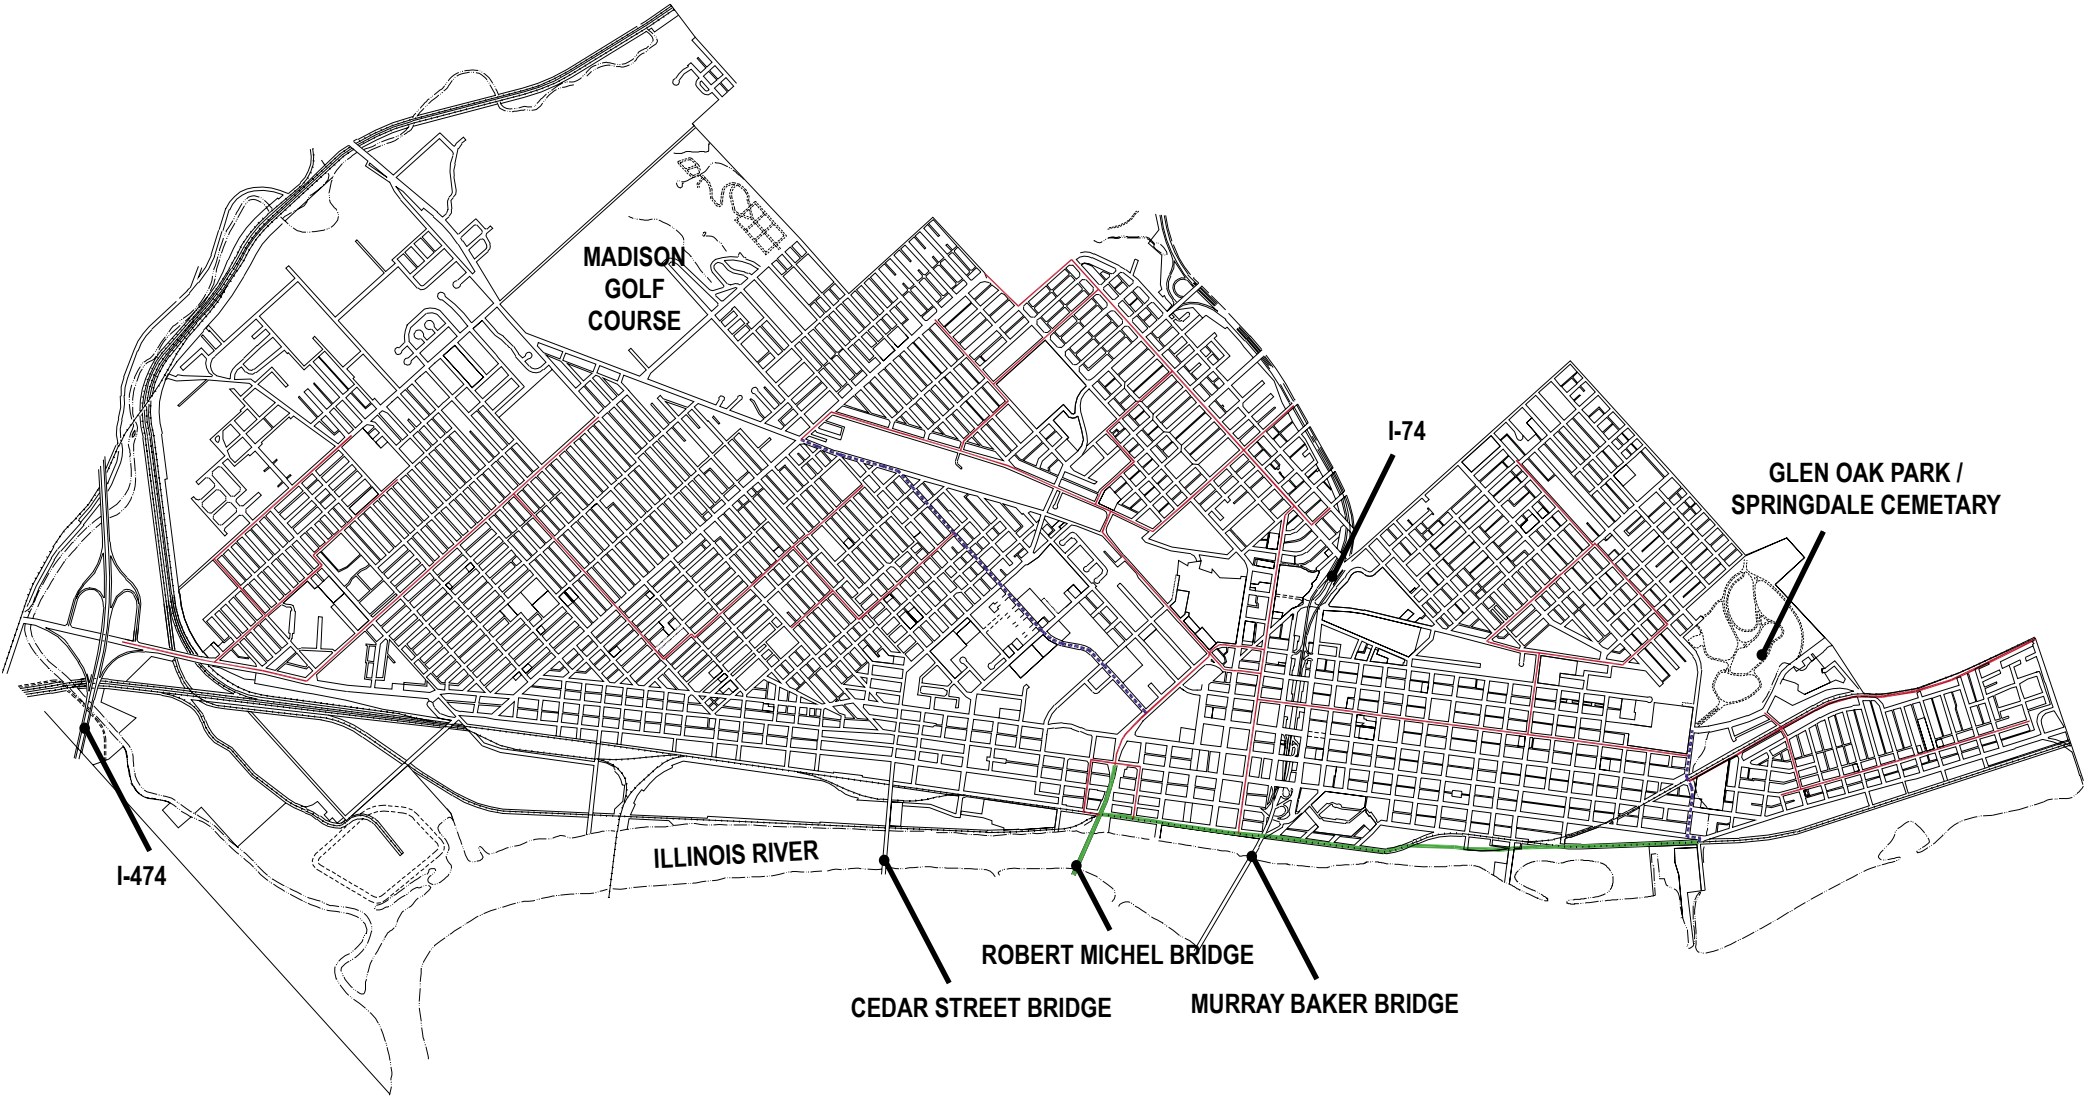 MADISON
GOLF
COURSE
I-74
GLEN OAK PARK /
SPRINGDALE CEMETARY
ILLINOIS RIVER
I-474
ROBERT MICHEL BRIDGE
CEDAR STREET BRIDGE
MURRAY BAKER BRIDGE